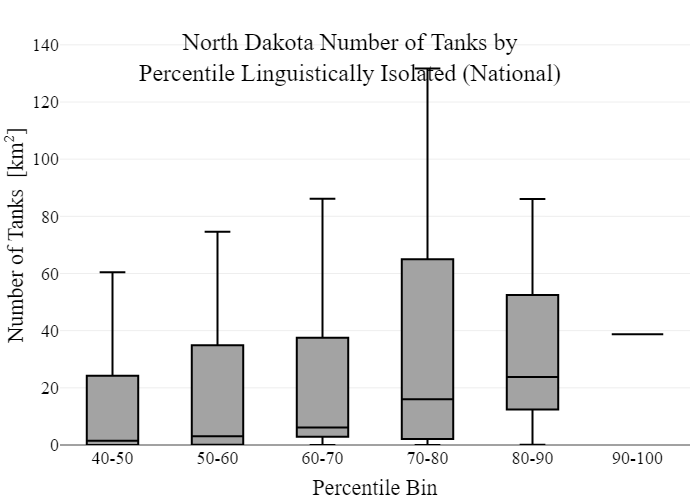 North Dakota Number of Tanks by
Percentile Linguistically Isolated (National)
Number of Tanks [km²]
140
120
100
80
60
40
20
0
40-50 50-60 60-70 70-80 80-90 90-100
Percentile Bin